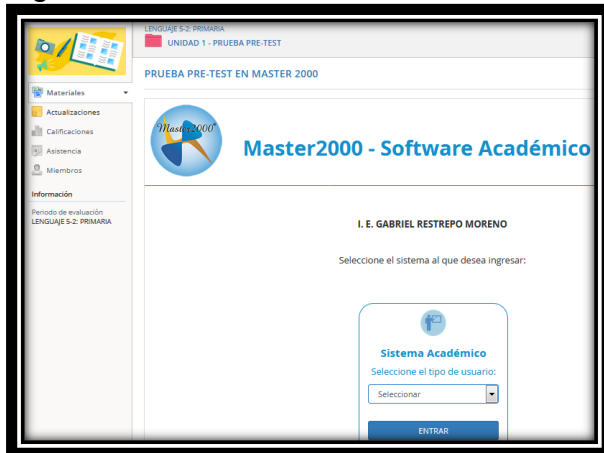 LENGUAJE 5-2: PRIMARIA
UNIDAD 1 - PRUEBA PRE-TEST
PRUEBA PRE-TEST EN MASTER 2000
Materiales
Actualizaciones
Calificaciones
Asistencia
Miembros
Información
Periodo de evaluación
LENGUAJE 5-2: PRIMARIA
Master2000®
Master2000 - Software Académico
I. E. GABRIEL RESTREPO MORENO
Seleccione el sistema al que desea ingresar:
Sistema Académico
Seleccione el tipo de usuario:
Seleccionar
ENTRAR